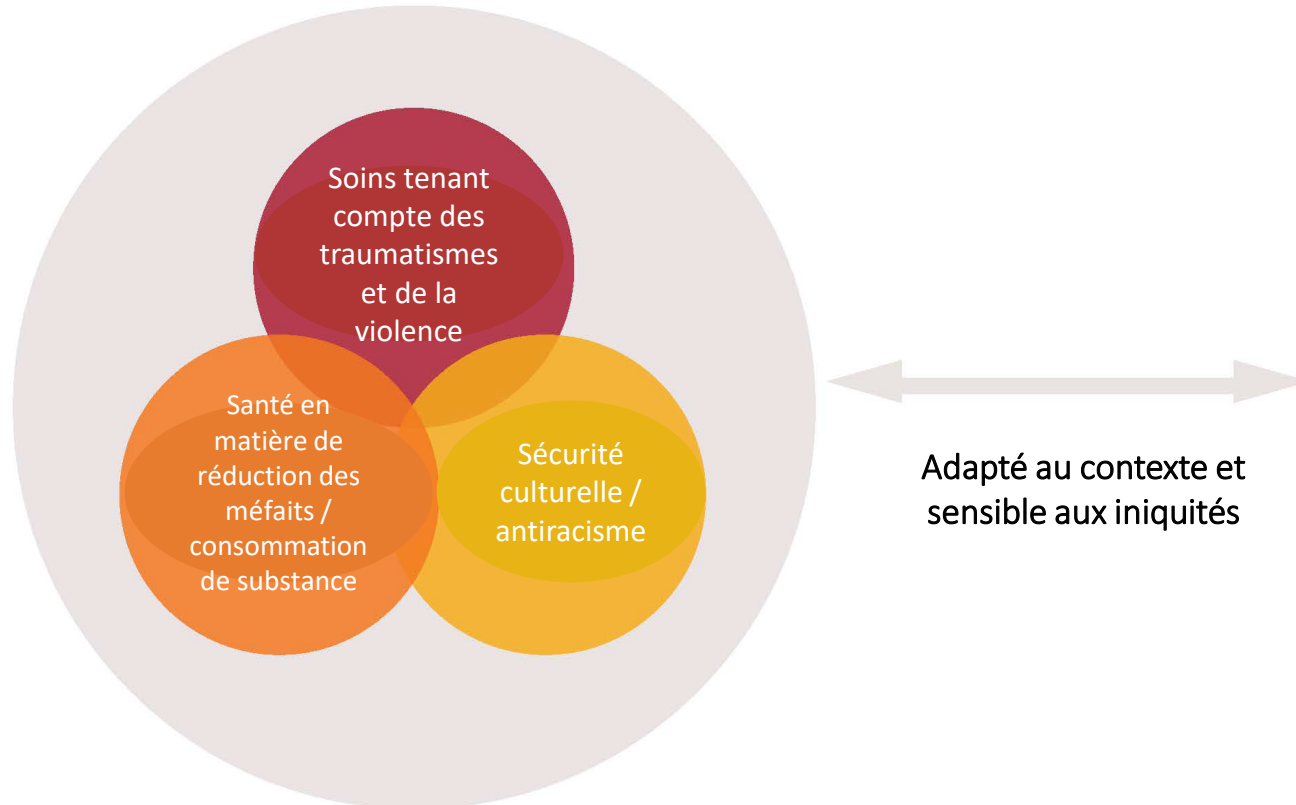 Soins tenant
compte des
traumatismes
et de la
violence
Santé en
matière de
réduction des
méfaits /
consommation
de substance
Sécurité
culturelle /
antiracisme
Adapté au contexte et
sensible aux iniquités